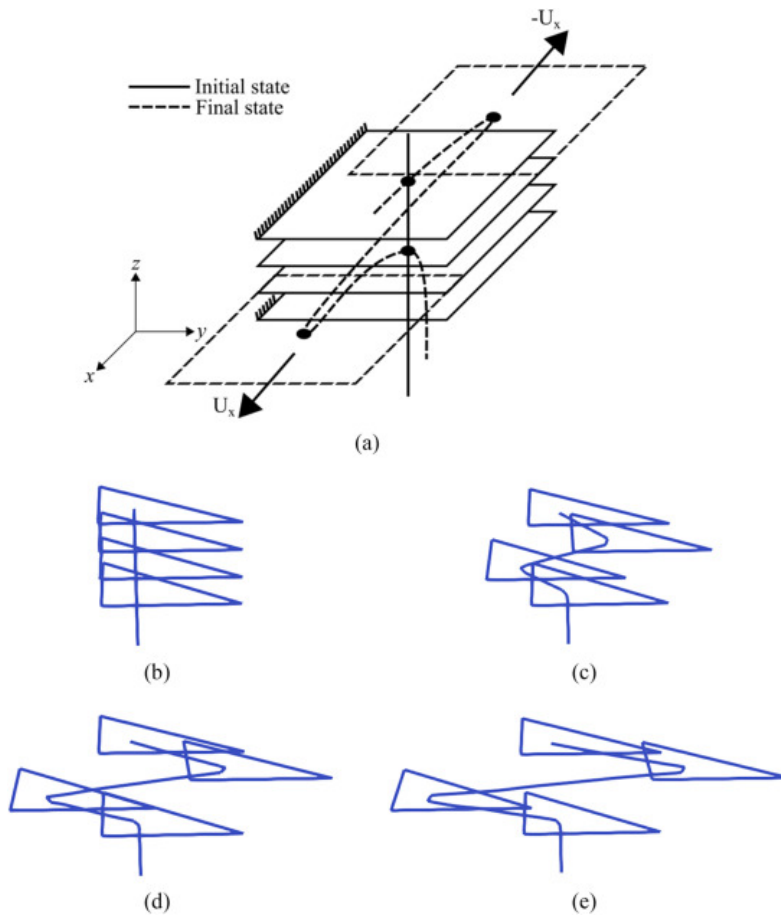 -Uₓ
Initial state
Final state
z
y
x
Uₓ
(a)
(b)
(c)
(d)
(e)